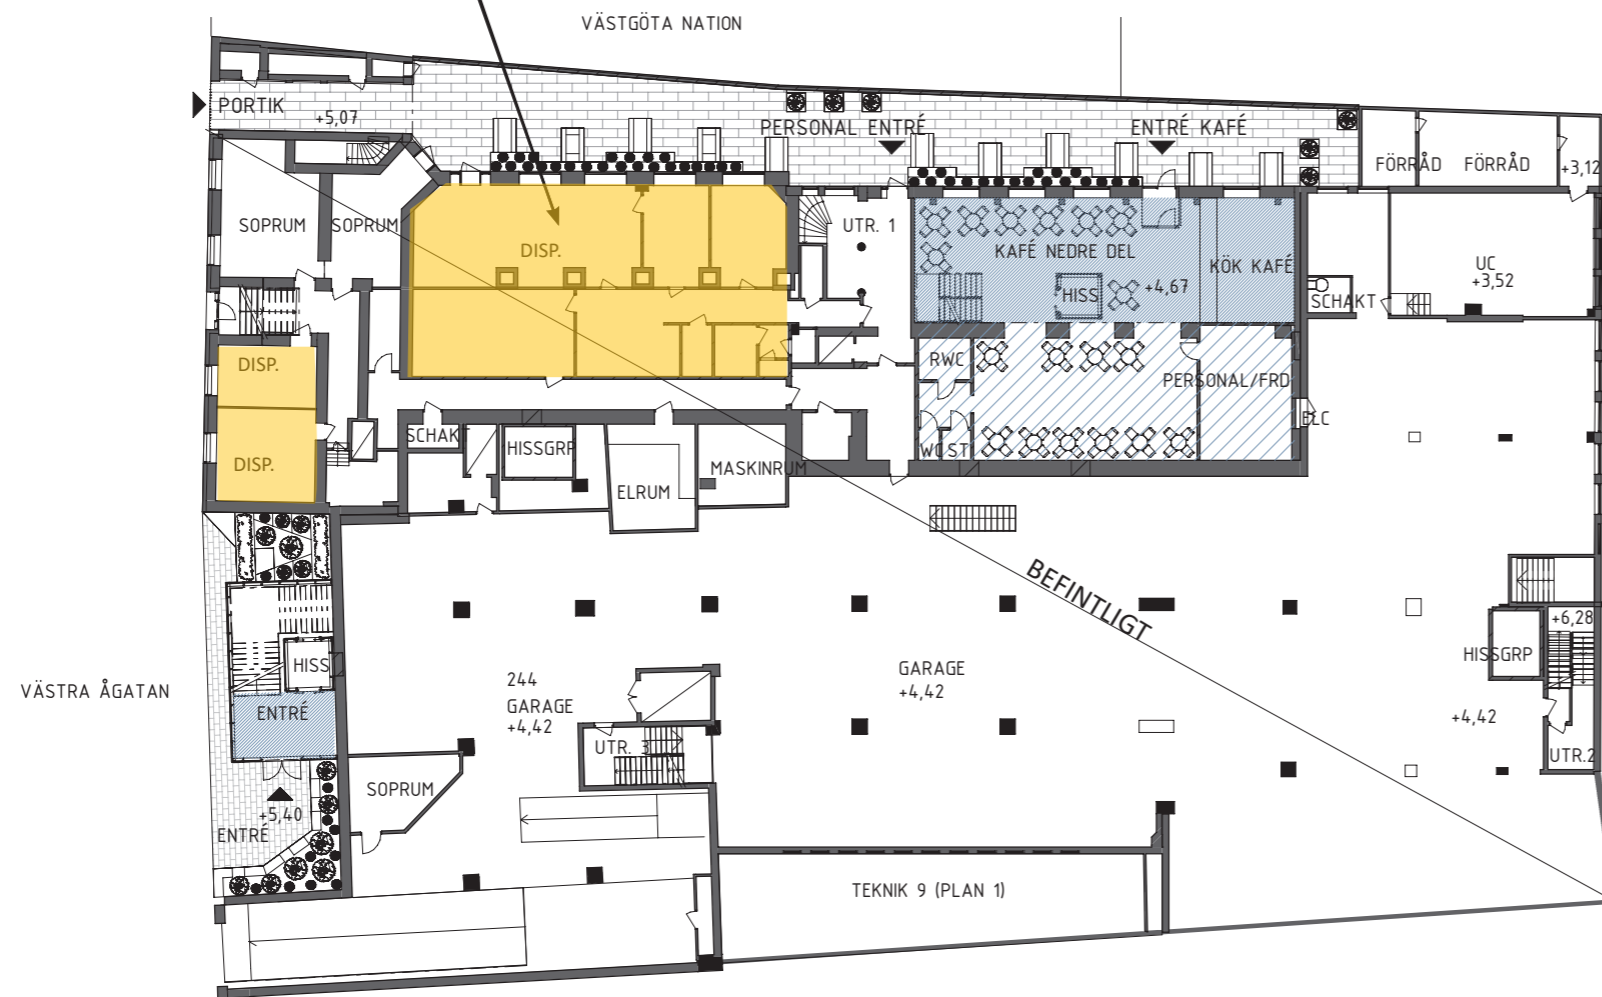 VÄSTGÖTA NATION
PORTIK
+5,07
PERSONAL ENTRÉ
ENTRÉ KAFÉ
FÖRRÅD
FÖRRÅD
+3,12
SOPRUM
SOPRUM
DISP.
UTR. 1
KAFÉ NEDRE DEL
KÖK KAFÉ
HISS
+4,67
UC
+3,52
SCHAKT
DISP.
RWC
PERSONAL/FRD
ELC
SCHAKT
HISSGRP
WC
ST
DISP.
MASKINRUM
ELRUM
BEFINTLIGT
+6,28
HISSGRP
HISS
VÄSTRA ÅGATAN
ENTRÉ
244
GARAGE
+4,42
GARAGE
+4,42
+4,42
UTR. 3
UTR.2
SOPRUM
+5,40
ENTRÉ
TEKNIK 9 (PLAN 1)